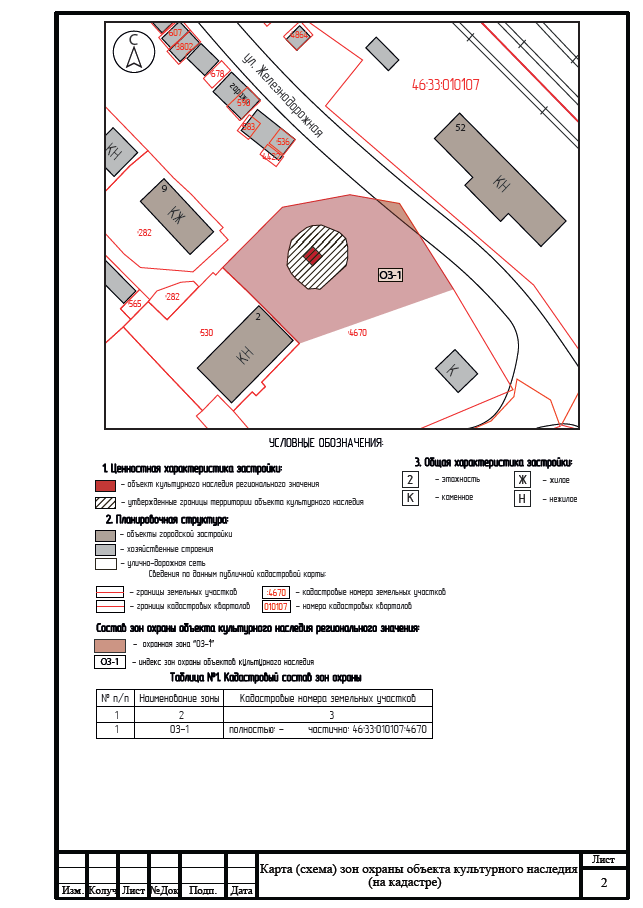 С
:607
:3802
:678
гараж
:590
:583
:536
:4864
ул. Железнодорожная
46:33:010107
52
КН
КН
9
КЖ
:282
:282
:565
:530
2
КН
ОЗ-1
:4670
К
УСЛОВНЫЕ ОБОЗНАЧЕНИЯ:
1. Ценностная характеристика застройки:
- объект культурного наследия регионального значения
- утвержденные границы территории объекта культурного наследия
2. Планировочная структура:
- объекты городской застройки
- хозяйственные строения
- улично-дорожная сеть
Сведения по данным публичной кадастровой карты:
- границы земельных участков
:4670 - кадастровые номера земельных участков
- границы кадастровых кварталов
010107 - номера кадастровых кварталов
3. Общая характеристика застройки:
2 - этажность
Ж - жилое
К - каменное
Н - нежилое
Состав зон охраны объекта культурного наследия регионального значения:
- охранная зона "ОЗ-1"
ОЗ-1 - индекс зон охраны объектов культурного наследия
Таблица №1. Кадастровый состав зон охраны
№ п/п Наименование зоны Кадастровые номера земельных участков
1 2 3
1 ОЗ-1 полностью: - частично: 46:33:010107:4670
Изм. Колуч Лист №Док Подп. Дата
Карта (схема) зон охраны объекта культурного наследия
(на кадастре)
Лист
2